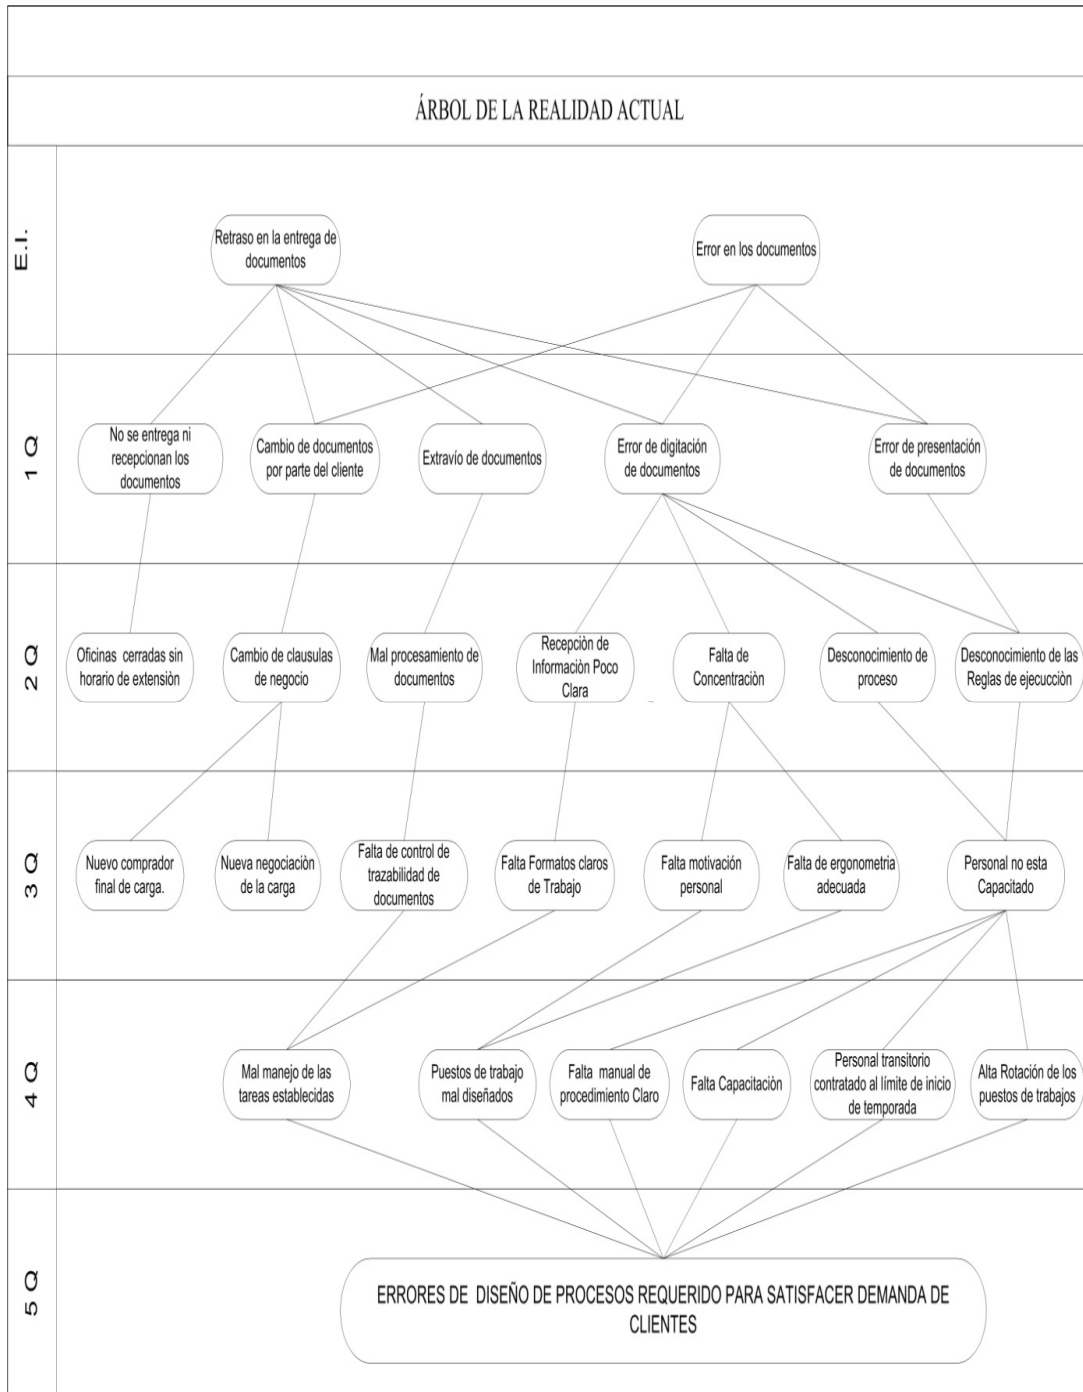 ÁRBOL DE LA REALIDAD ACTUAL
E.I.
Retraso en la entrega de
documentos
Error en los documentos
1 Q
No se entrega ni
recepcionan los
documentos
Cambio de documentos
por parte del cliente
Extravío de documentos
Error de digitación
de documentos
Error de presentación
de documentos
2 Q
Oficinas cerradas sin
horario de extensiòn
Cambio de clausulas
de negocio
Mal procesamiento de
documentos
Recepciòn de
Informaciòn Poco
Clara
Falta de
Concentraciòn
Desconocimiento de
proceso
Desconocimiento de las
Reglas de ejecucciòn
3 Q
Nuevo comprador
final de carga.
Nueva negociaciòn
de la carga
Falta de control de
trazabilidad de
documentos
Falta Formatos claros
de Trabajo
Falta motivación
personal
Falta de ergonometria
adecuada
Personal no esta
Capacitado
4 Q
Mal manejo de las
tareas establecidas
Puestos de trabajo
mal diseñados
Falta manual de
procedimiento Claro
Falta Capacitaciòn
Personal transitorio
contratado al límite de inicio
de temporada
Alta Rotación de los
puestos de trabajos
5 Q
ERRORES DE DISEÑO DE PROCESOS REQUERIDO PARA SATISFACER DEMANDA DE
CLIENTES